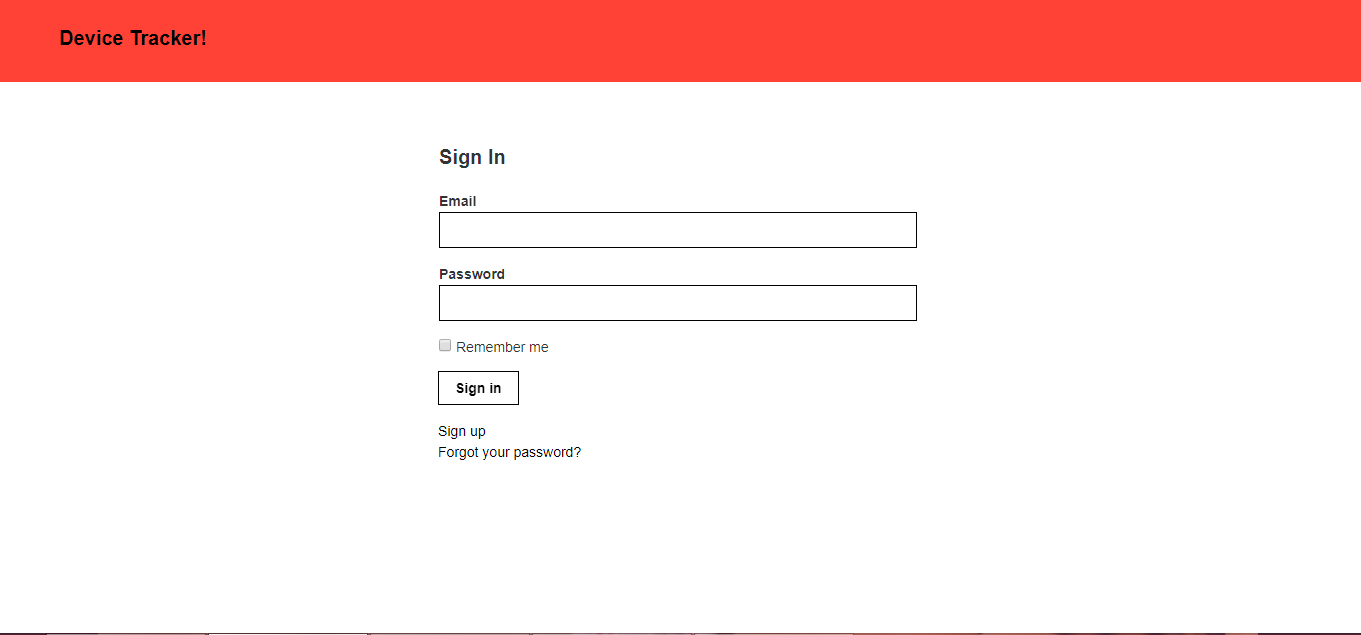 Device Tracker!
Sign In
Email
Password
Remember me
Sign in
Sign up
Forgot your password?